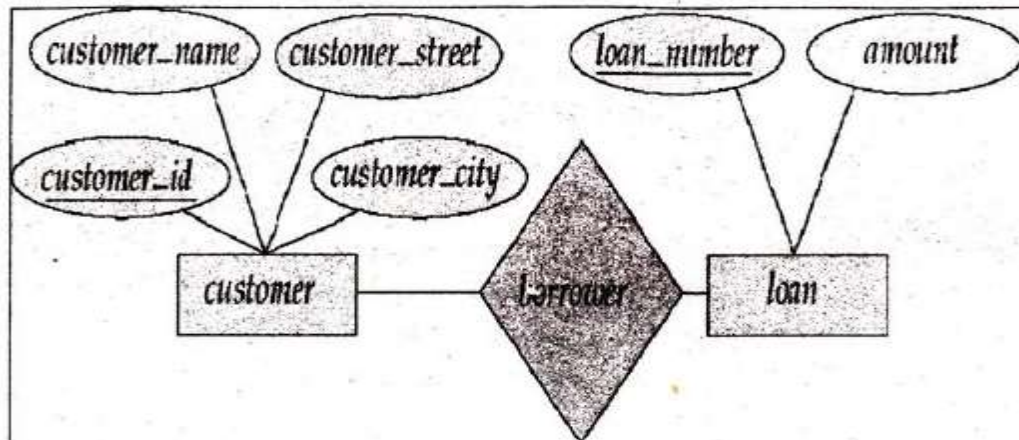 customer_name customer_street loan_number amount
customer_id customer_city
customer borrower loan